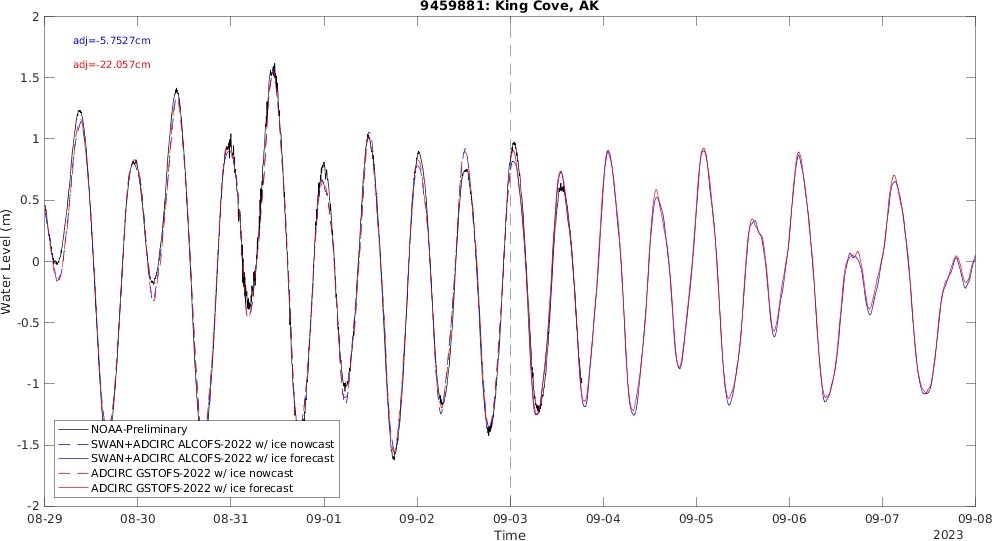 9459881: King Cove, AK
adj=-5.7527cm
adj=-22.057cm
Water Level (m)
2
1.5
1
0.5
0
-0.5
-1
-1.5
-2
NOAA-Preliminary
SWAN+ADCIRC ALCOFS-2022 w/ ice nowcast
SWAN+ADCIRC ALCOFS-2022 w/ ice forecast
ADCIRC GSTOFS-2022 w/ ice nowcast
ADCIRC GSTOFS-2022 w/ ice forecast
08-29 08-30 08-31 09-01 09-02 09-03 09-04 09-05 09-06 09-07 09-08
Time
2023